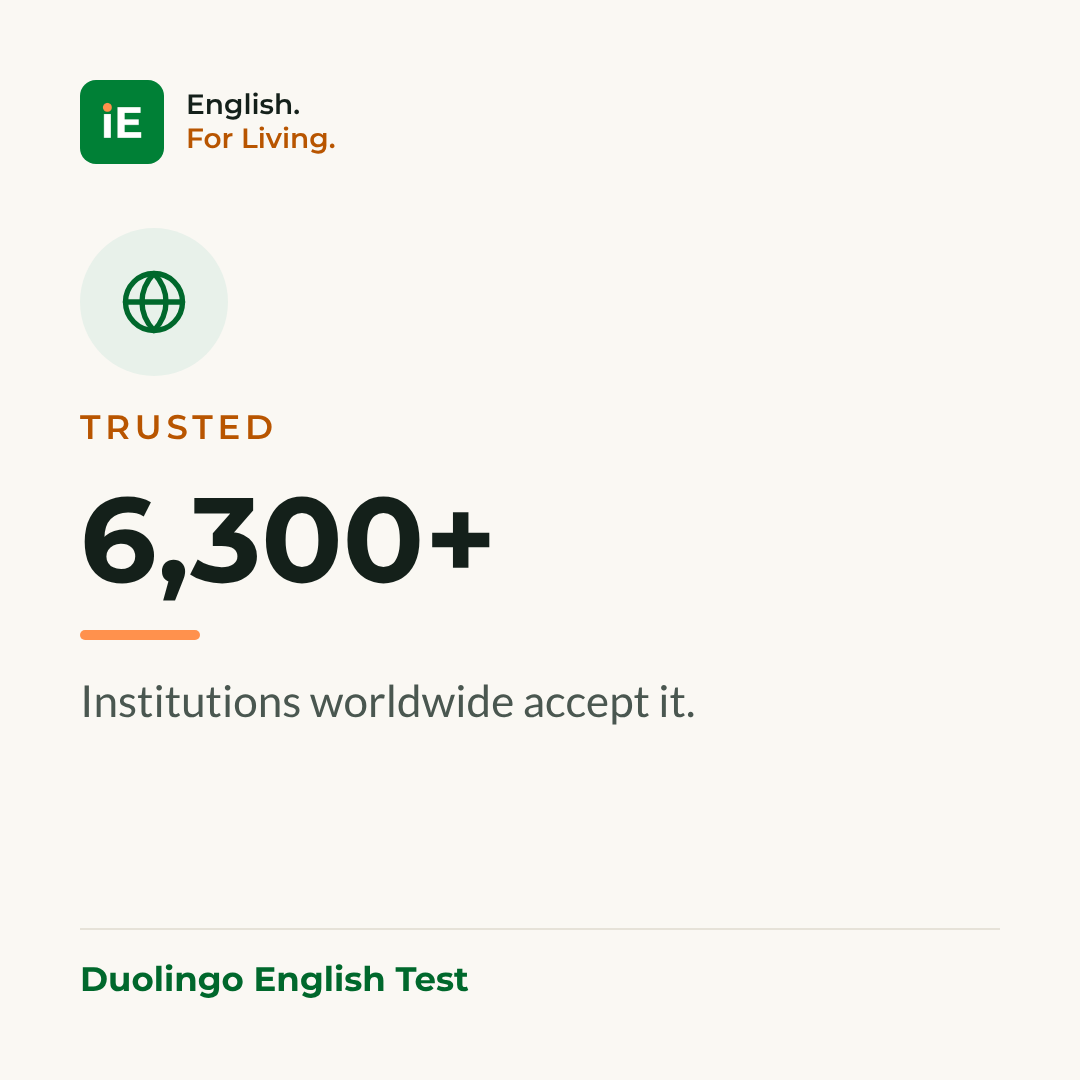 iE
English.
For Living.
TRUSTED
6,300+
Institutions worldwide accept it.
Duolingo English Test